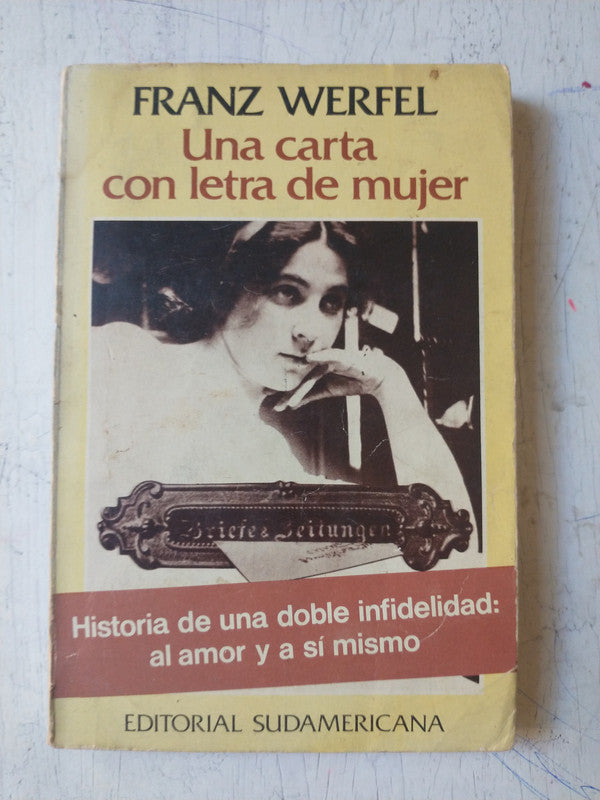 FRANZ WERFEL
Una carta
con letra de mujer
Briefe & Zeitungen
Historia de una doble infidelidad:
al amor y a sí mismo
EDITORIAL SUDAMERICANA